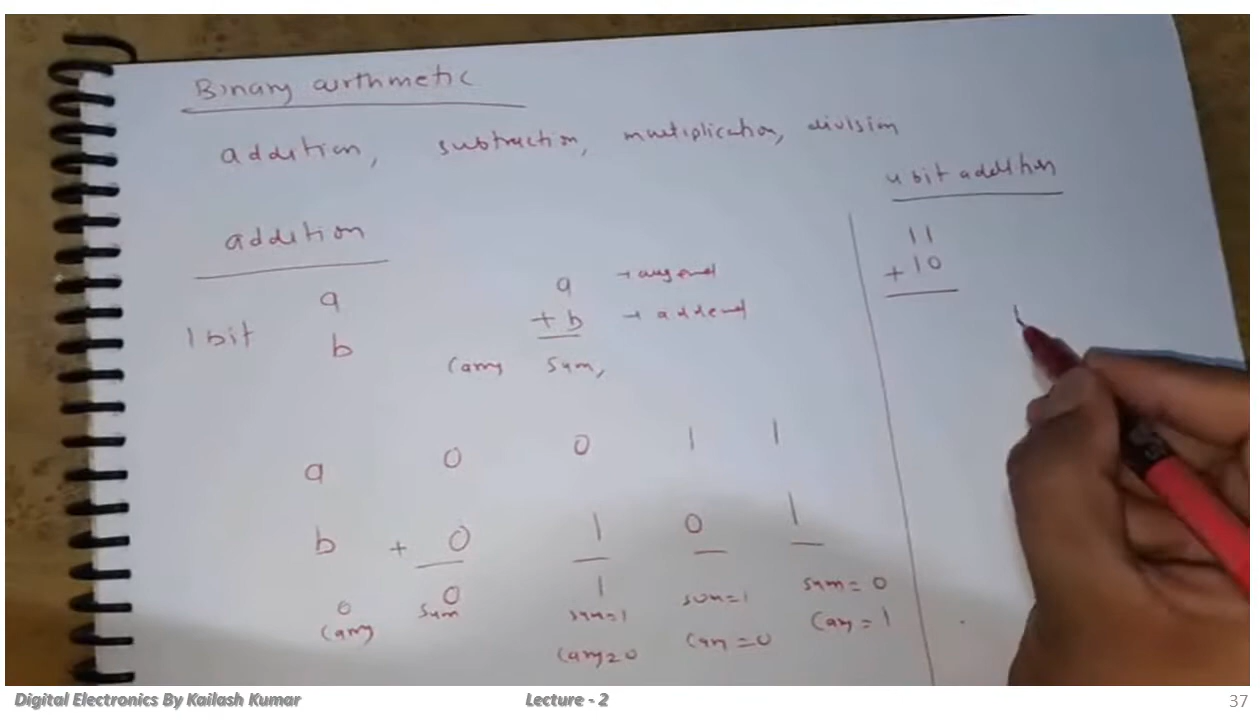 Binary arithmetic
addition, subtraction, multiplication, division
4 bit addition
addition
11
+ 10
a → augend
a
1 bit
+ b → addend
b
Carry Sum,
a 0 0 1 1
b + 0 1 0 1
0 0 1 sum=1 sum = 0
Carry Sum sum=1 Carry = 0 Carry = 1
Carry = 0
Digital Electronics By Kailash Kumar Lecture - 2 37